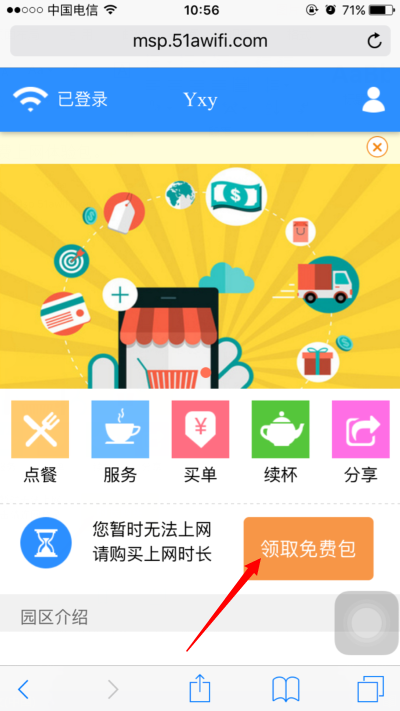 中国电信 10:56 71%
msp.51awifi.com
已登录 Yxy
$
¥
点餐 服务 买单 续杯 分享
您暂时无法上网
请购买上网时长
领取免费包
园区介绍